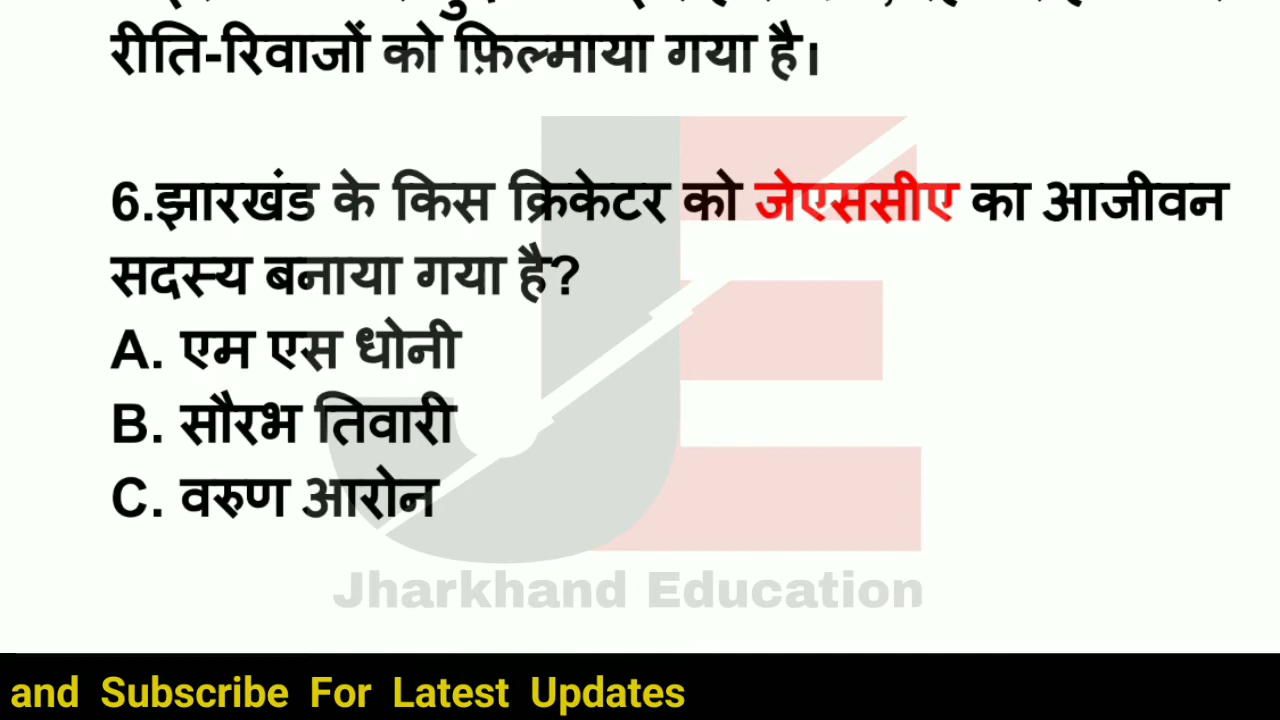 रीति-रिवाजों को फ़िल्माया गया है।
6.झारखंड के किस क्रिकेटर को जेएससीए का आजीवन
सदस्य बनाया गया है?
A. एम एस धोनी
B. सौरभ तिवारी
C. वरुण आरोन
Jharkhand Education
and Subscribe For Latest Updates